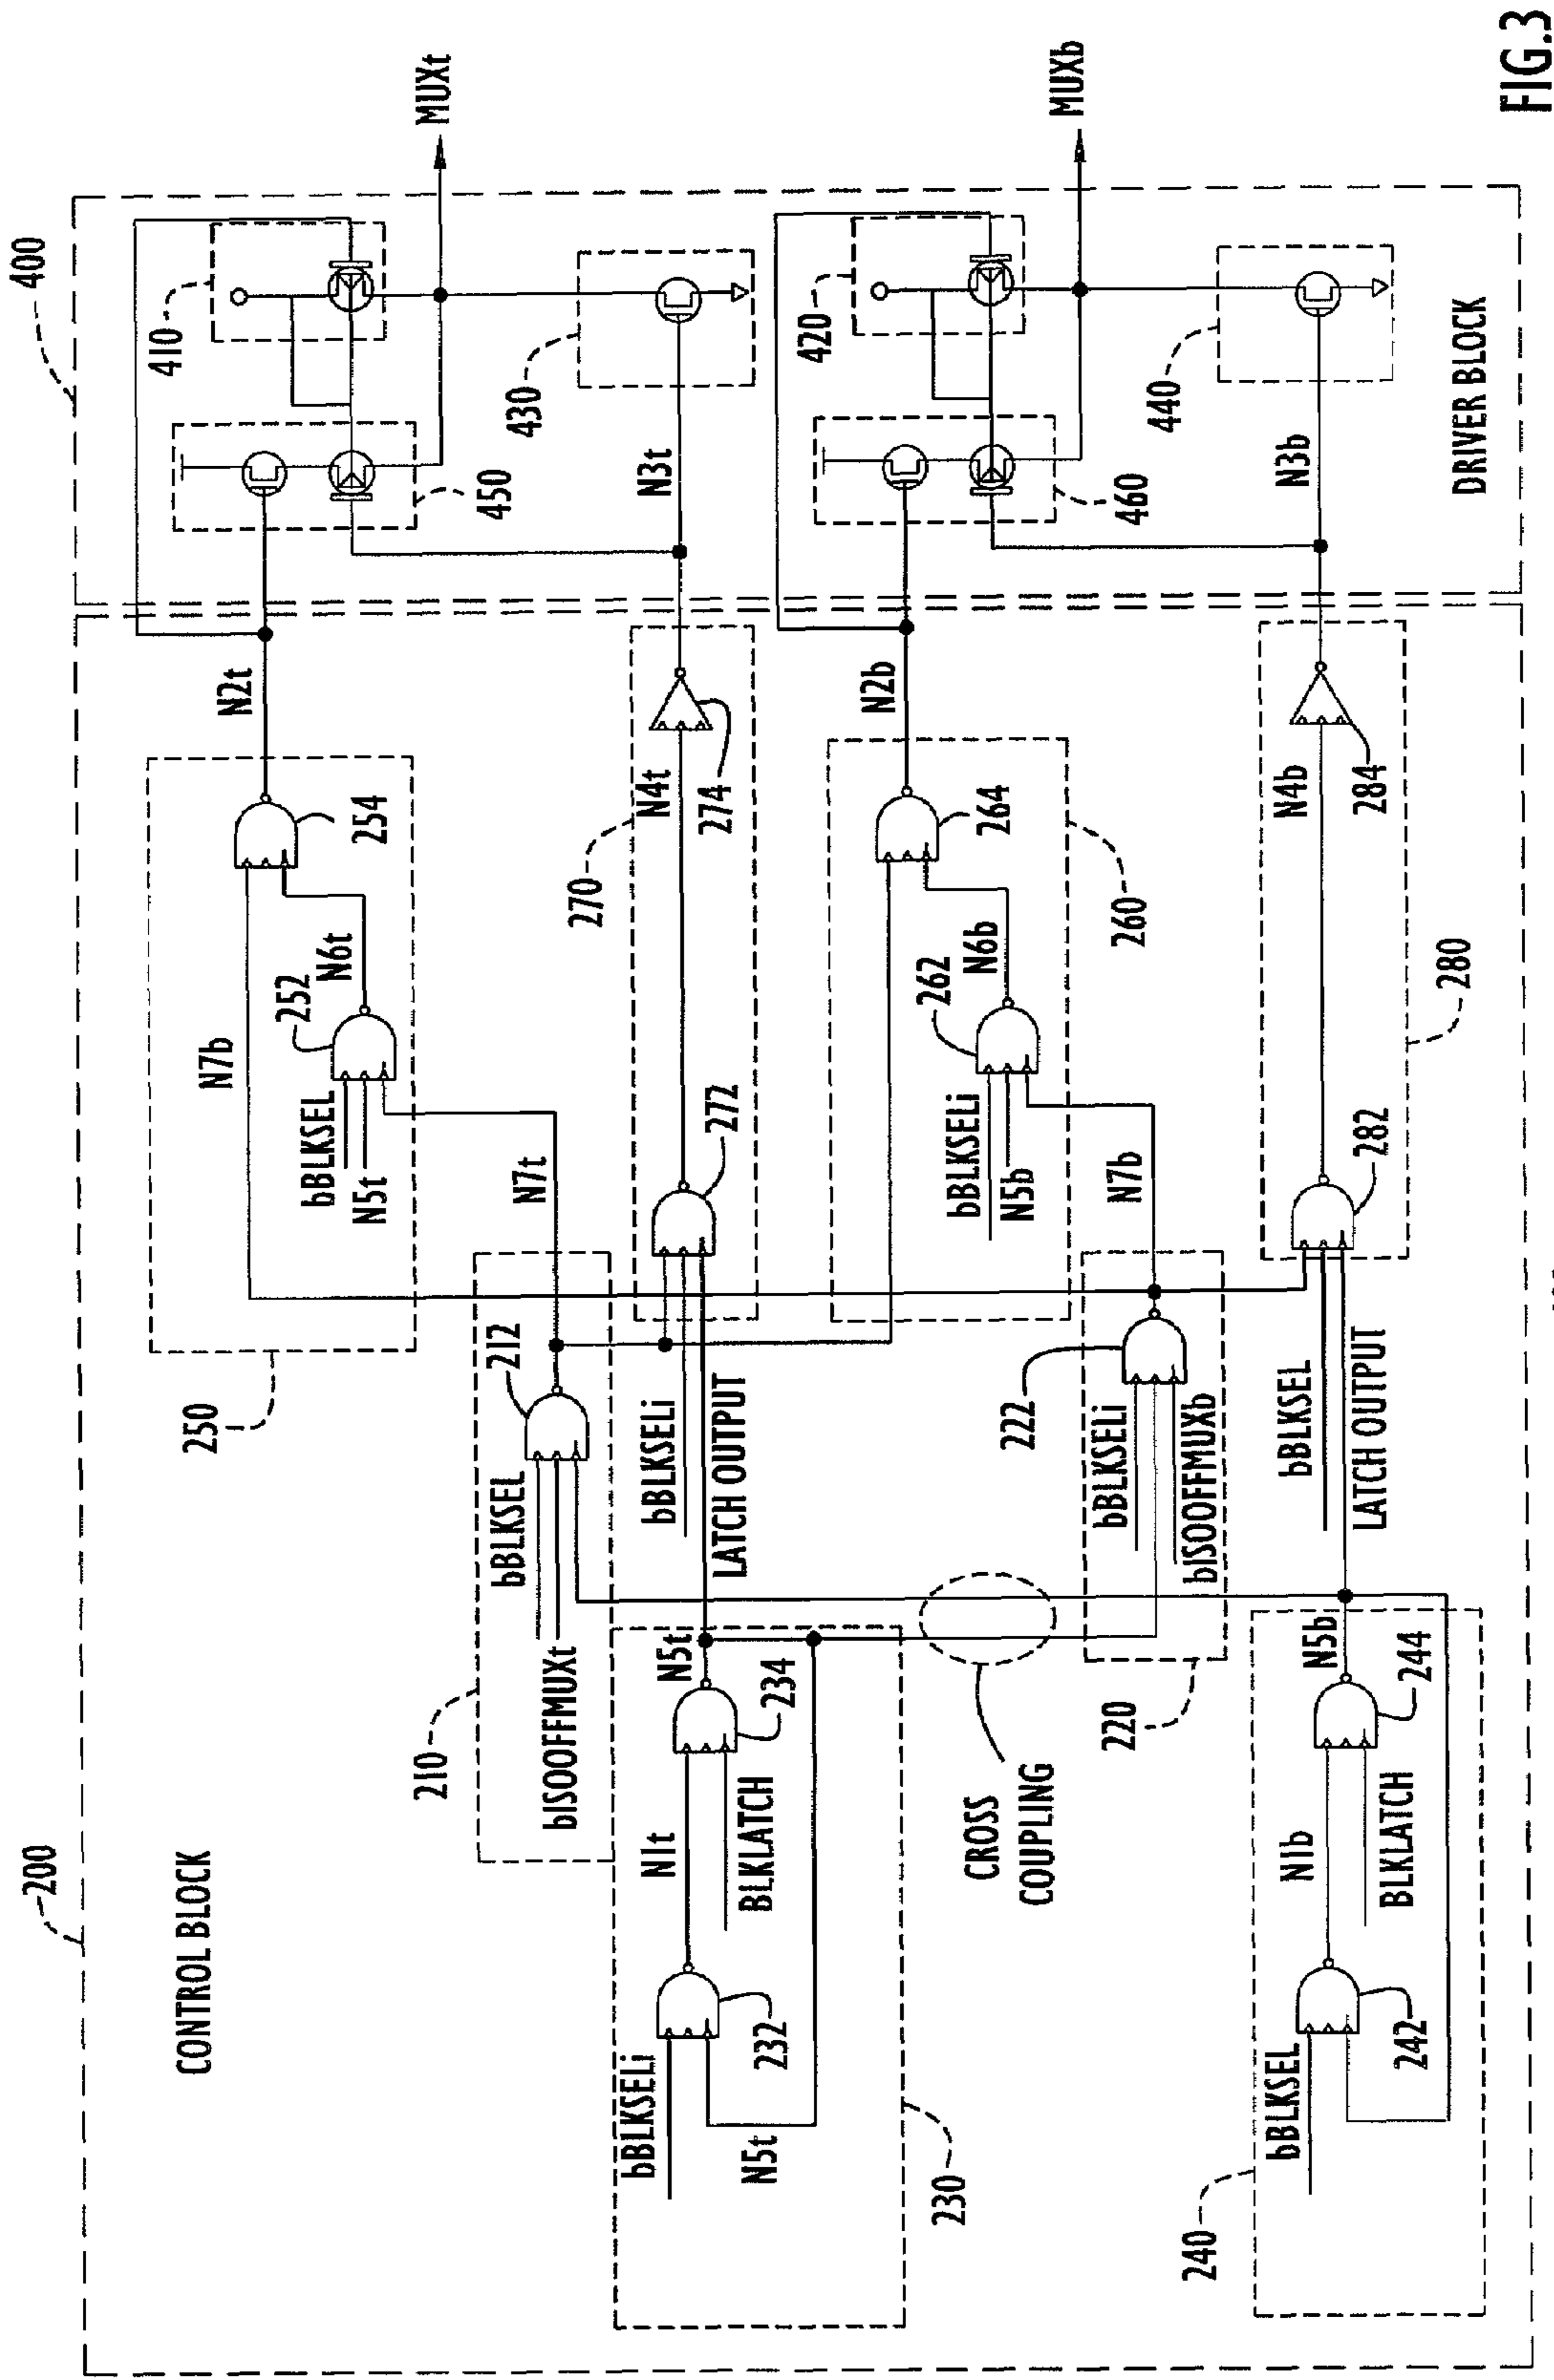 200
CONTROL BLOCK
400
DRIVER BLOCK
250
N7b
bBLKSEL
N5t
252
N6t
254
N2t
410
450
MUXt
210
bBLKSEL
bISOOFFMUXt
212
N7t
230
bBLKSELi
N5t
232
N1t
BLKLATCH
234
N5t
LATCH OUTPUT
bBLKSELi
272
270
N4t
274
N3t
430
CROSS
COUPLING
bBLKSELi
N5b
262
N6b
264
260
N2b
420
460
MUXb
220
bBLKSELi
bISOOFFMUXb
222
N7b
240
bBLKSEL
242
N1b
BLKLATCH
244
N5b
bBLKSEL
LATCH OUTPUT
282
280
N4b
284
N3b
440
FIG.3